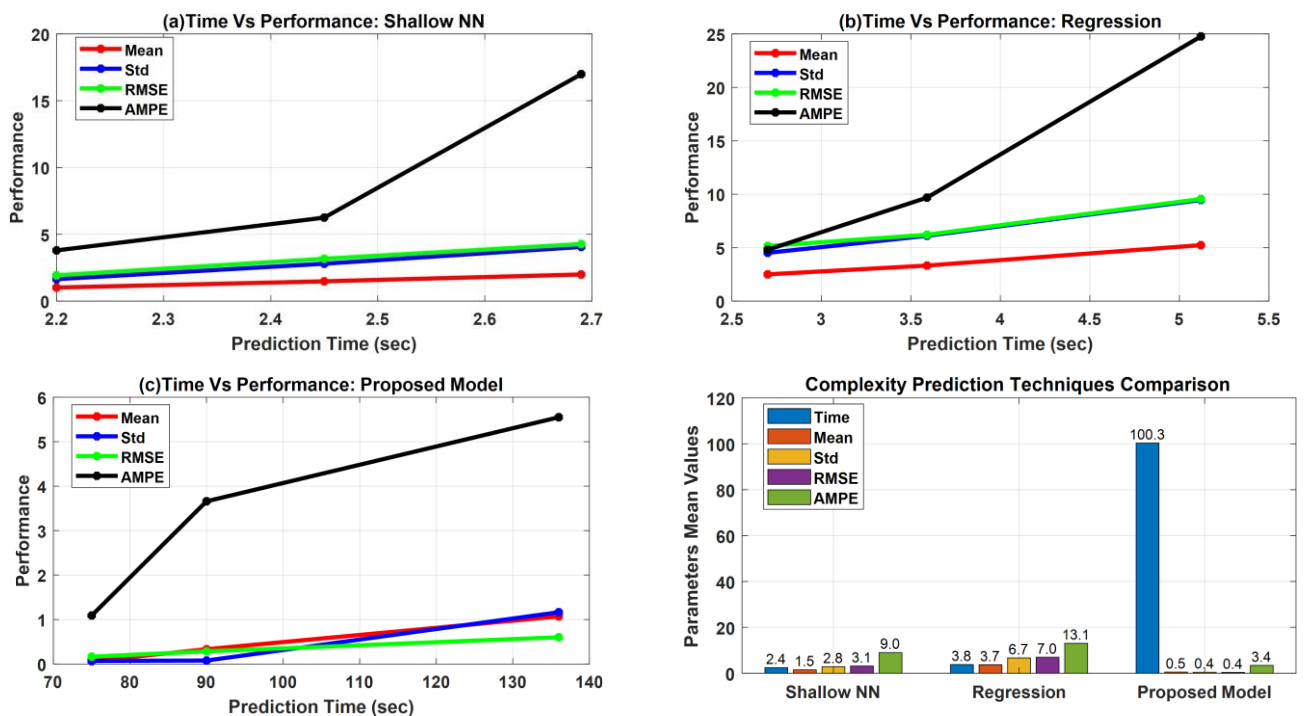 (a)Time Vs Performance: Shallow NN
20
15
10
5
0
Performance
Mean
Std
RMSE
AMPE
2.2 2.3 2.4 2.5 2.6 2.7
Prediction Time (sec)
(b)Time Vs Performance: Regression
25
20
15
10
5
0
Performance
Mean
Std
RMSE
AMPE
2.5 3 3.5 4 4.5 5 5.5
Prediction Time (sec)
(c)Time Vs Performance: Proposed Model
6
5
4
3
2
1
0
Performance
Mean
Std
RMSE
AMPE
70 80 90 100 110 120 130 140
Prediction Time (sec)
Complexity Prediction Techniques Comparison
120
100
80
60
40
20
0
Parameters Mean Values
Time
Mean
Std
RMSE
AMPE
2.4 1.5 2.8 3.1 9.0
3.8 3.7 6.7 7.0 13.1
100.3 0.5 0.4 0.4 3.4
Shallow NN Regression Proposed Model